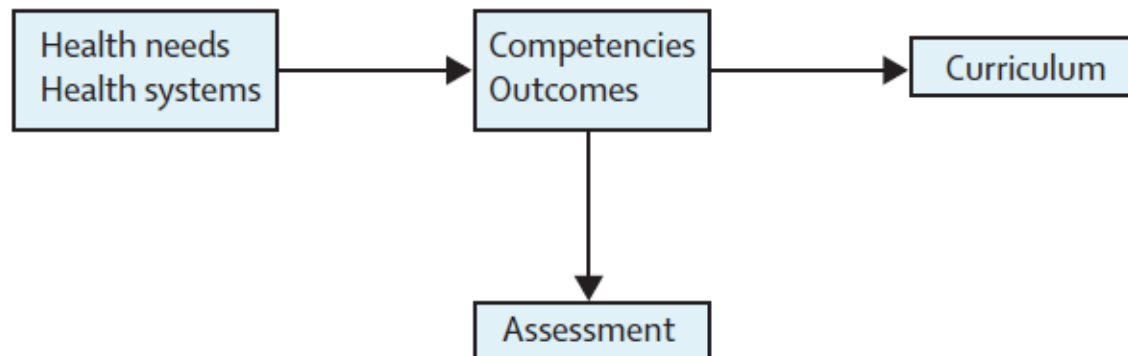 Health needs
Health systems
Competencies
Outcomes
Curriculum
Assessment